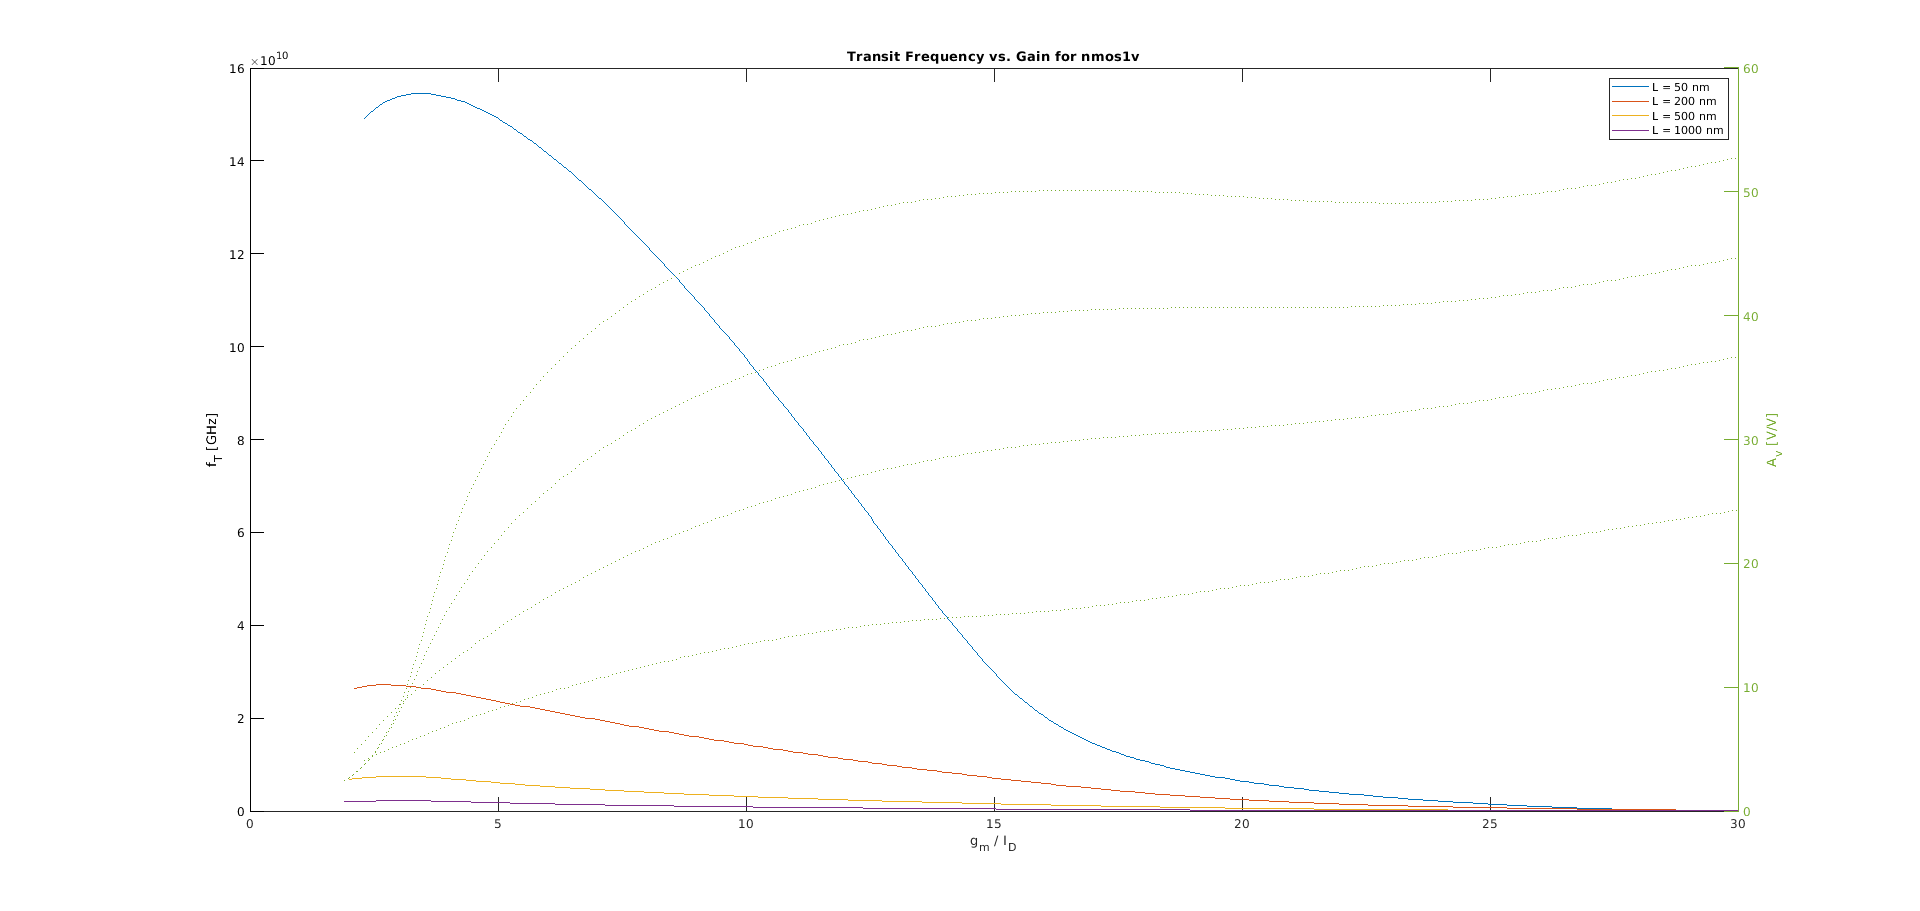 Transit Frequency vs. Gain for nmos1v
×10^10
16
14
12
10
8
6
4
2
0
f_T [GHz]
60
50
40
30
20
10
0
A_v [V/V]
L = 50 nm
L = 200 nm
L = 500 nm
L = 1000 nm
0 5 10 15 20 25 30
g_m / I_D